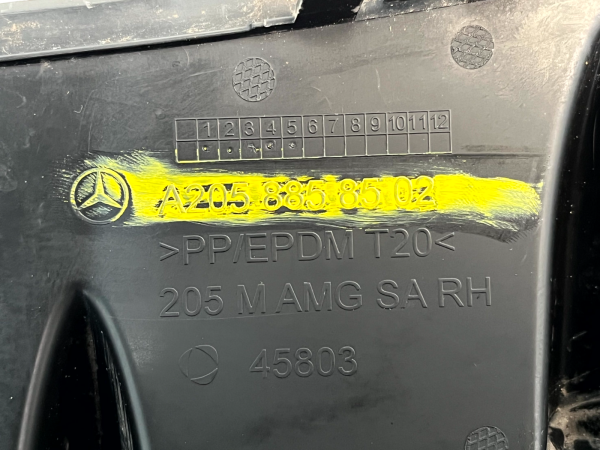 1 2 3 4 5 6 7 8 9 10 11 12
A205 885 85 02
>PP/EPDM T20<
205 M AMG SA RH
45803